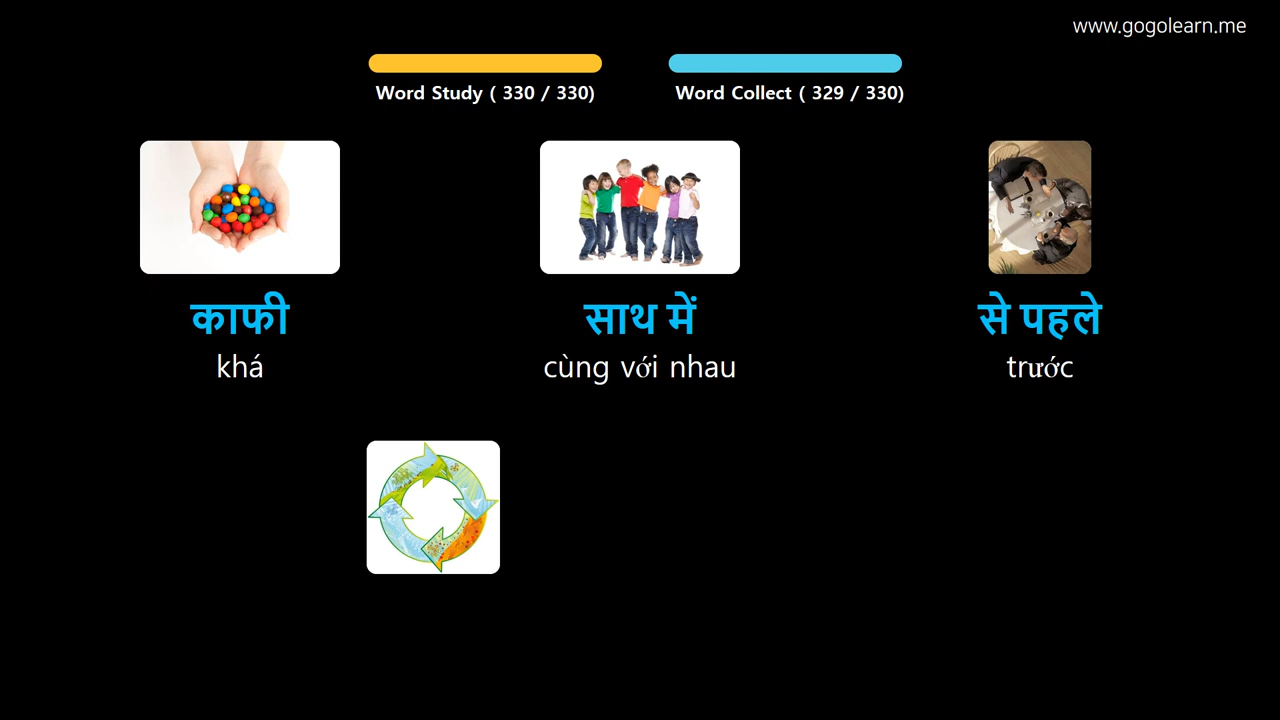 www.gogolearn.me
Word Study ( 330 / 330)
Word Collect ( 329 / 330)
काफी
साथ में
से पहले
khá
cùng với nhau
trước